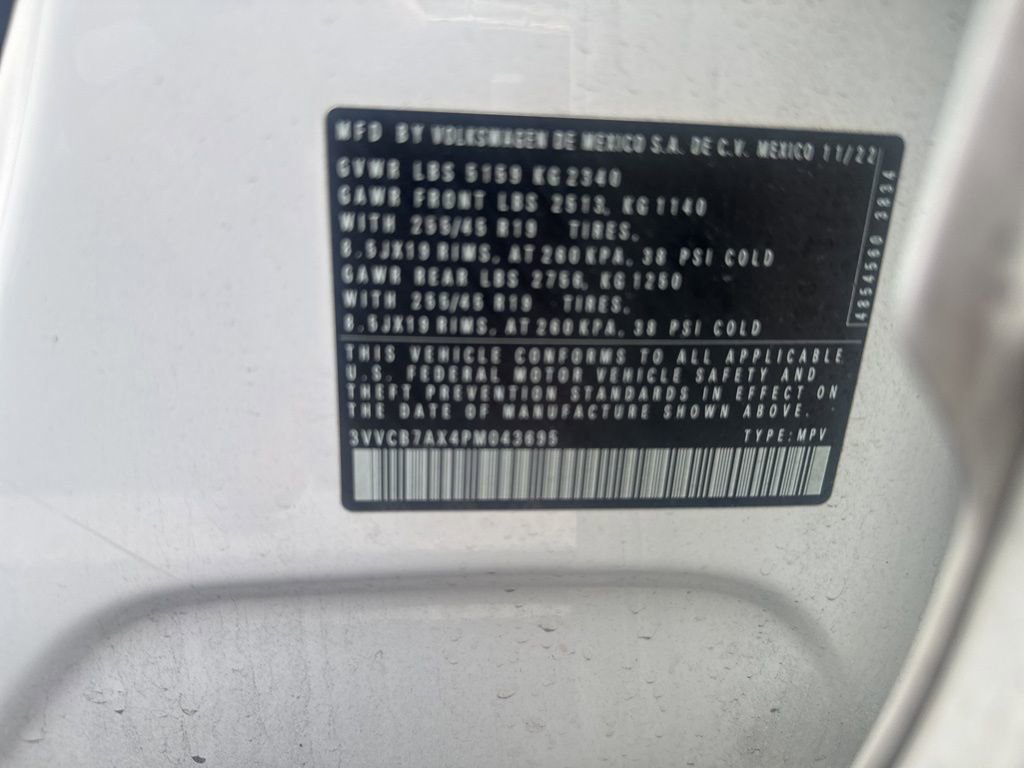 MFD BY VOLKSWAGEN DE MEXICO S.A. DE C.V. MEXICO 11/22
GVWR LBS 5159 KG 2340
GAWR FRONT LBS 2513, KG 1140
WITH 255/45 R19 TIRES,
8.5JX19 RIMS, AT 260 KPA, 38 PSI COLD
GAWR REAR LBS 2756, KG 1250
WITH 255/45 R19 TIRES,
8.5JX19 RIMS, AT 260 KPA, 38 PSI COLD
4854560 3834
THIS VEHICLE CONFORMS TO ALL APPLICABLE
U.S. FEDERAL MOTOR VEHICLE SAFETY AND
THEFT PREVENTION STANDARDS IN EFFECT ON
THE DATE OF MANUFACTURE SHOWN ABOVE.
3VVCB7AX4PM043695 TYPE: MPV